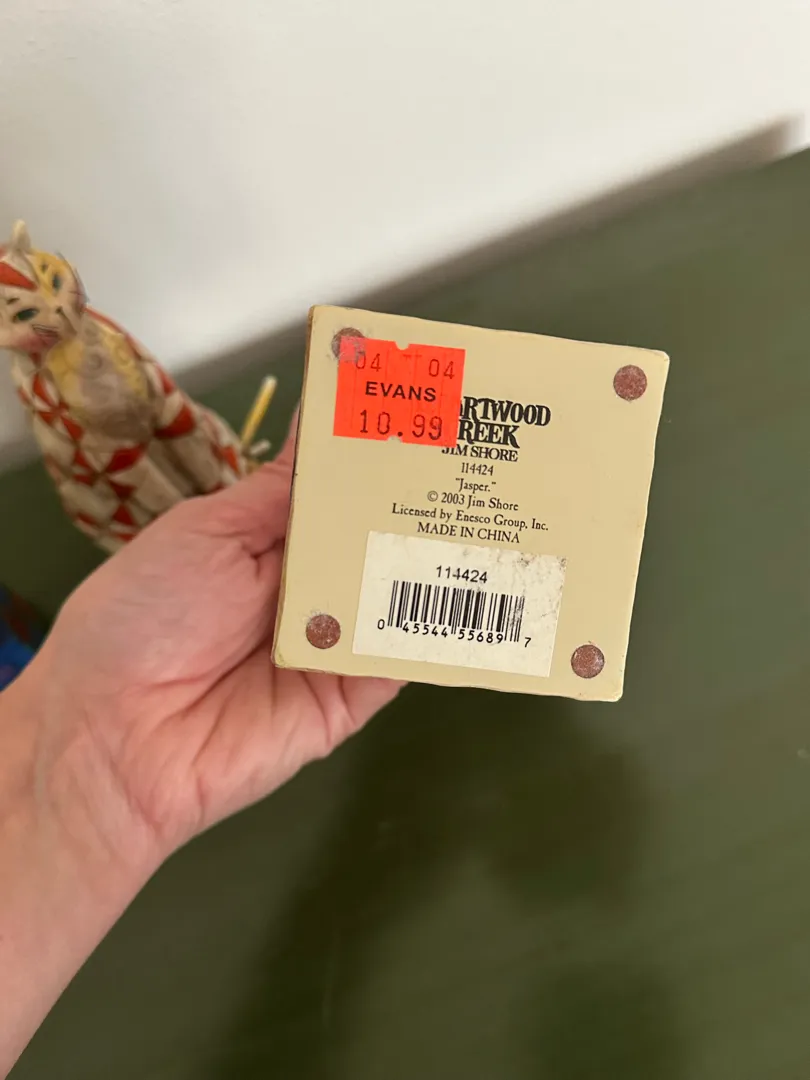 04 04
EVANS
10.99
RTWOOD
REEK
JIM SHORE
114424
"Jasper."
© 2003 Jim Shore
Licensed by Enesco Group, Inc.
MADE IN CHINA
114424
0 45544 55689 7